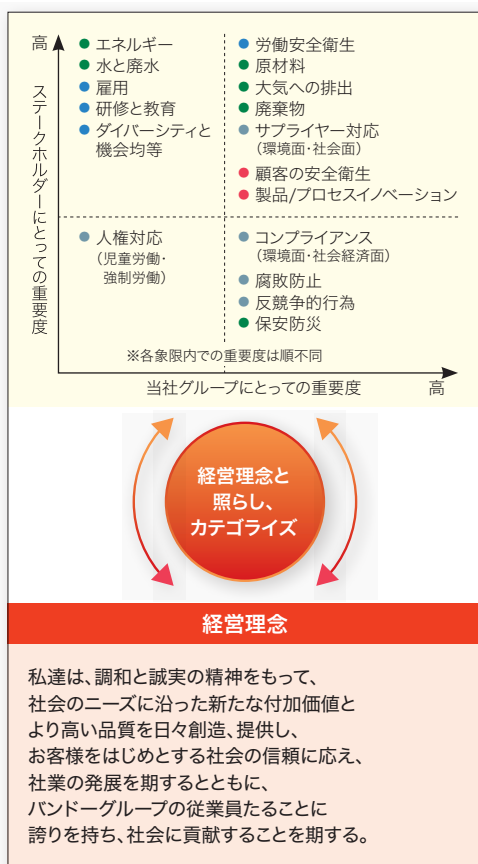 高
ステークホルダーにとっての重要度
エネルギー
水と廃水
雇用
研修と教育
ダイバーシティと
機会均等
労働安全衛生
原材料
大気への排出
廃棄物
サプライヤー対応
(環境面・社会面)
顧客の安全衛生
製品/プロセスイノベーション
人権対応
(児童労働・
強制労働)
コンプライアンス
(環境面・社会経済面)
腐敗防止
反競争的行為
保安防災
※各象限内での重要度は順不同
当社グループにとっての重要度
高
経営理念と
照らし、
カテゴライズ
経営理念
私達は、調和と誠実の精神をもって、
社会のニーズに沿った新たな付加価値と
より高い品質を日々創造、提供し、
お客様をはじめとする社会の信頼に応え、
社業の発展を期するとともに、
バンドーグループの従業員たることに
誇りを持ち、社会に貢献することを期する。